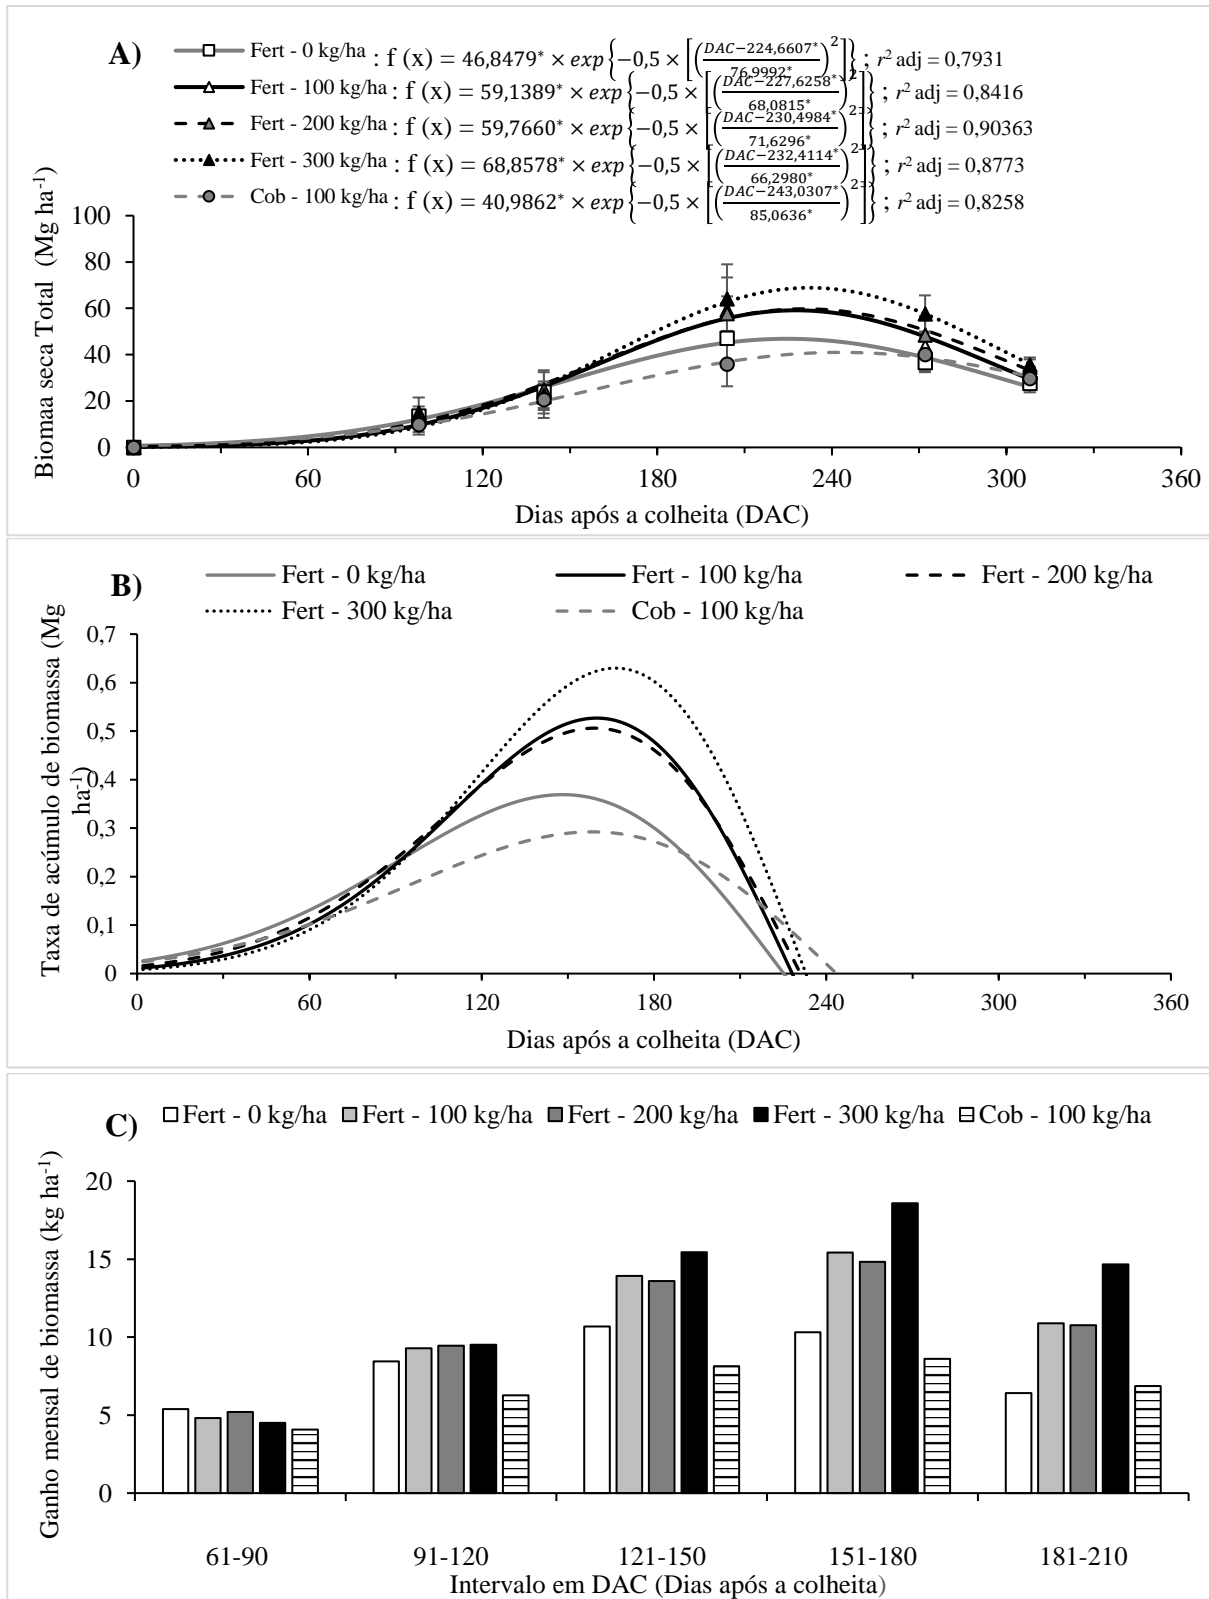 A)
Fert - 0 kg/ha : f (x) = 46,8479* × exp {−0,5 × [((DAC−224,6607*)/76,9992*)^2]} ; r² adj = 0,7931
Fert - 100 kg/ha : f (x) = 59,1389* × exp {−0,5 × [((DAC−227,6258*)/68,0815*)^2]} ; r² adj = 0,8416
Fert - 200 kg/ha : f (x) = 59,7660* × exp {−0,5 × [((DAC−230,4984*)/71,6296*)^2]} ; r² adj = 0,90363
Fert - 300 kg/ha : f (x) = 68,8578* × exp {−0,5 × [((DAC−232,4114*)/66,2980*)^2]} ; r² adj = 0,8773
Cob - 100 kg/ha : f (x) = 40,9862* × exp {−0,5 × [((DAC−243,0307*)/85,0636*)^2]} ; r² adj = 0,8258
Biomaa seca Total (Mg ha⁻¹)
100
80
60
40
20
0
0 60 120 180 240 300 360
Dias após a colheita (DAC)
B)
Fert - 0 kg/ha Fert - 100 kg/ha Fert - 200 kg/ha
Fert - 300 kg/ha Cob - 100 kg/ha
Taxa de acúmulo de biomassa (Mg
ha⁻¹)
0,7
0,6
0,5
0,4
0,3
0,2
0,1
0
0 60 120 180 240 300 360
Dias após a colheita (DAC)
C)
Fert - 0 kg/ha Fert - 100 kg/ha Fert - 200 kg/ha Fert - 300 kg/ha Cob - 100 kg/ha
Ganho mensal de biomassa (kg ha⁻¹)
20
15
10
5
0
61-90 91-120 121-150 151-180 181-210
Intervalo em DAC (Dias após a colheita)